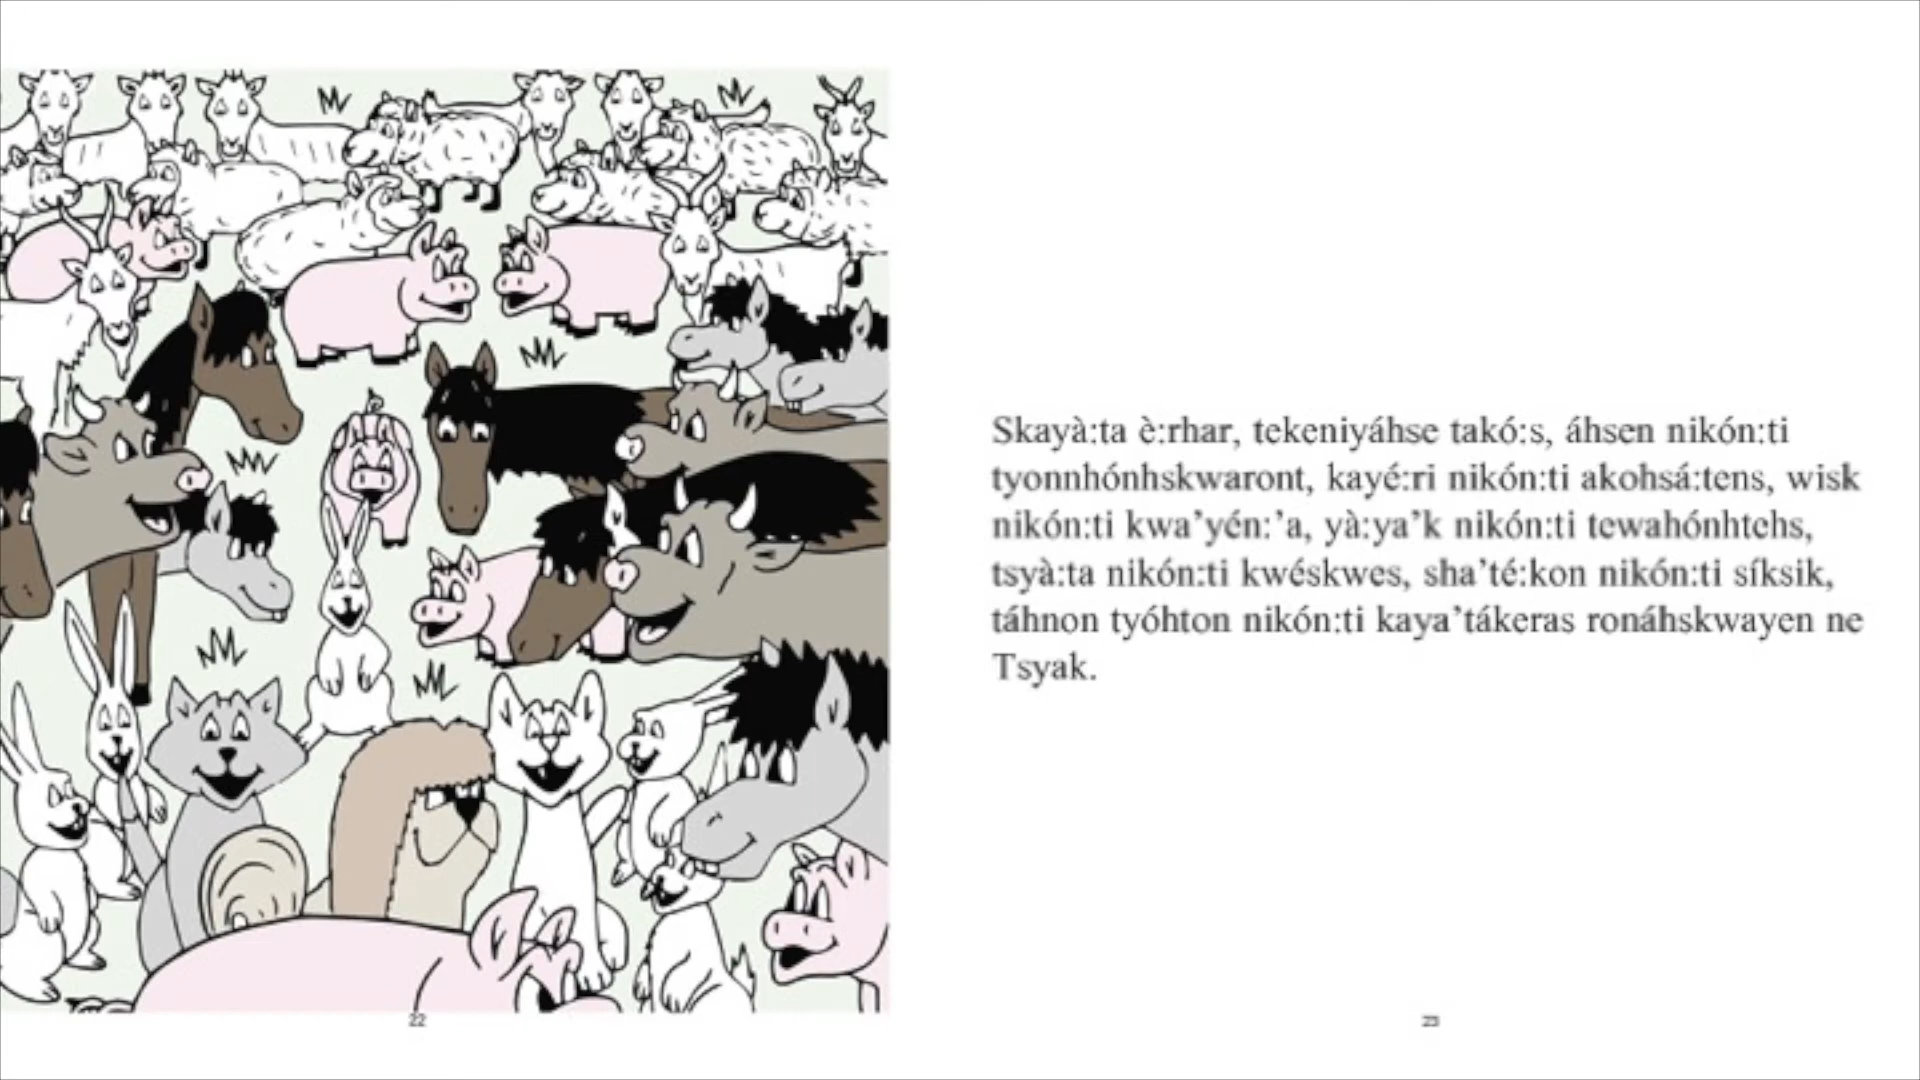 Skayà:ta è:rhar, tekeniyáhse takó:s, áhsen nikón:ti
tyonnhónhskwaront, kayé:ri nikón:ti akohsá:tens, wisk
nikón:ti kwa’yén:’a, yà:ya’k nikón:ti tewahónhtehs,
tsyà:ta nikón:ti kwéskwes, sha’té:kon nikón:ti síksik,
táhnon tyóhton nikón:ti kaya’tákeras ronáhskwayen ne
Tsyak.
22
23